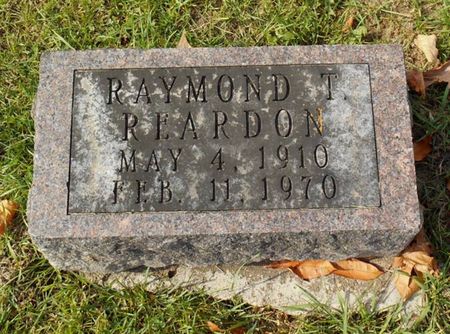 RAYMOND T.
REARDON
MAY 4, 1910
FEB. 11, 1970